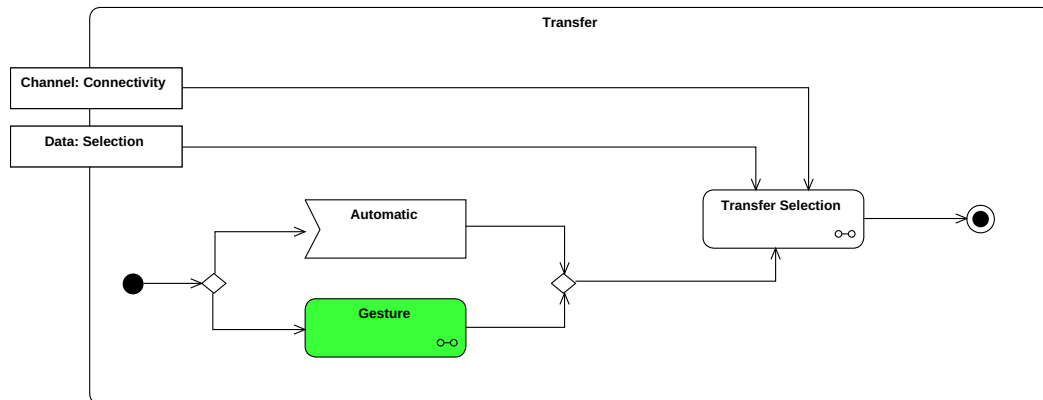 Transfer
Channel: Connectivity
Data: Selection
Automatic
Transfer Selection
Gesture